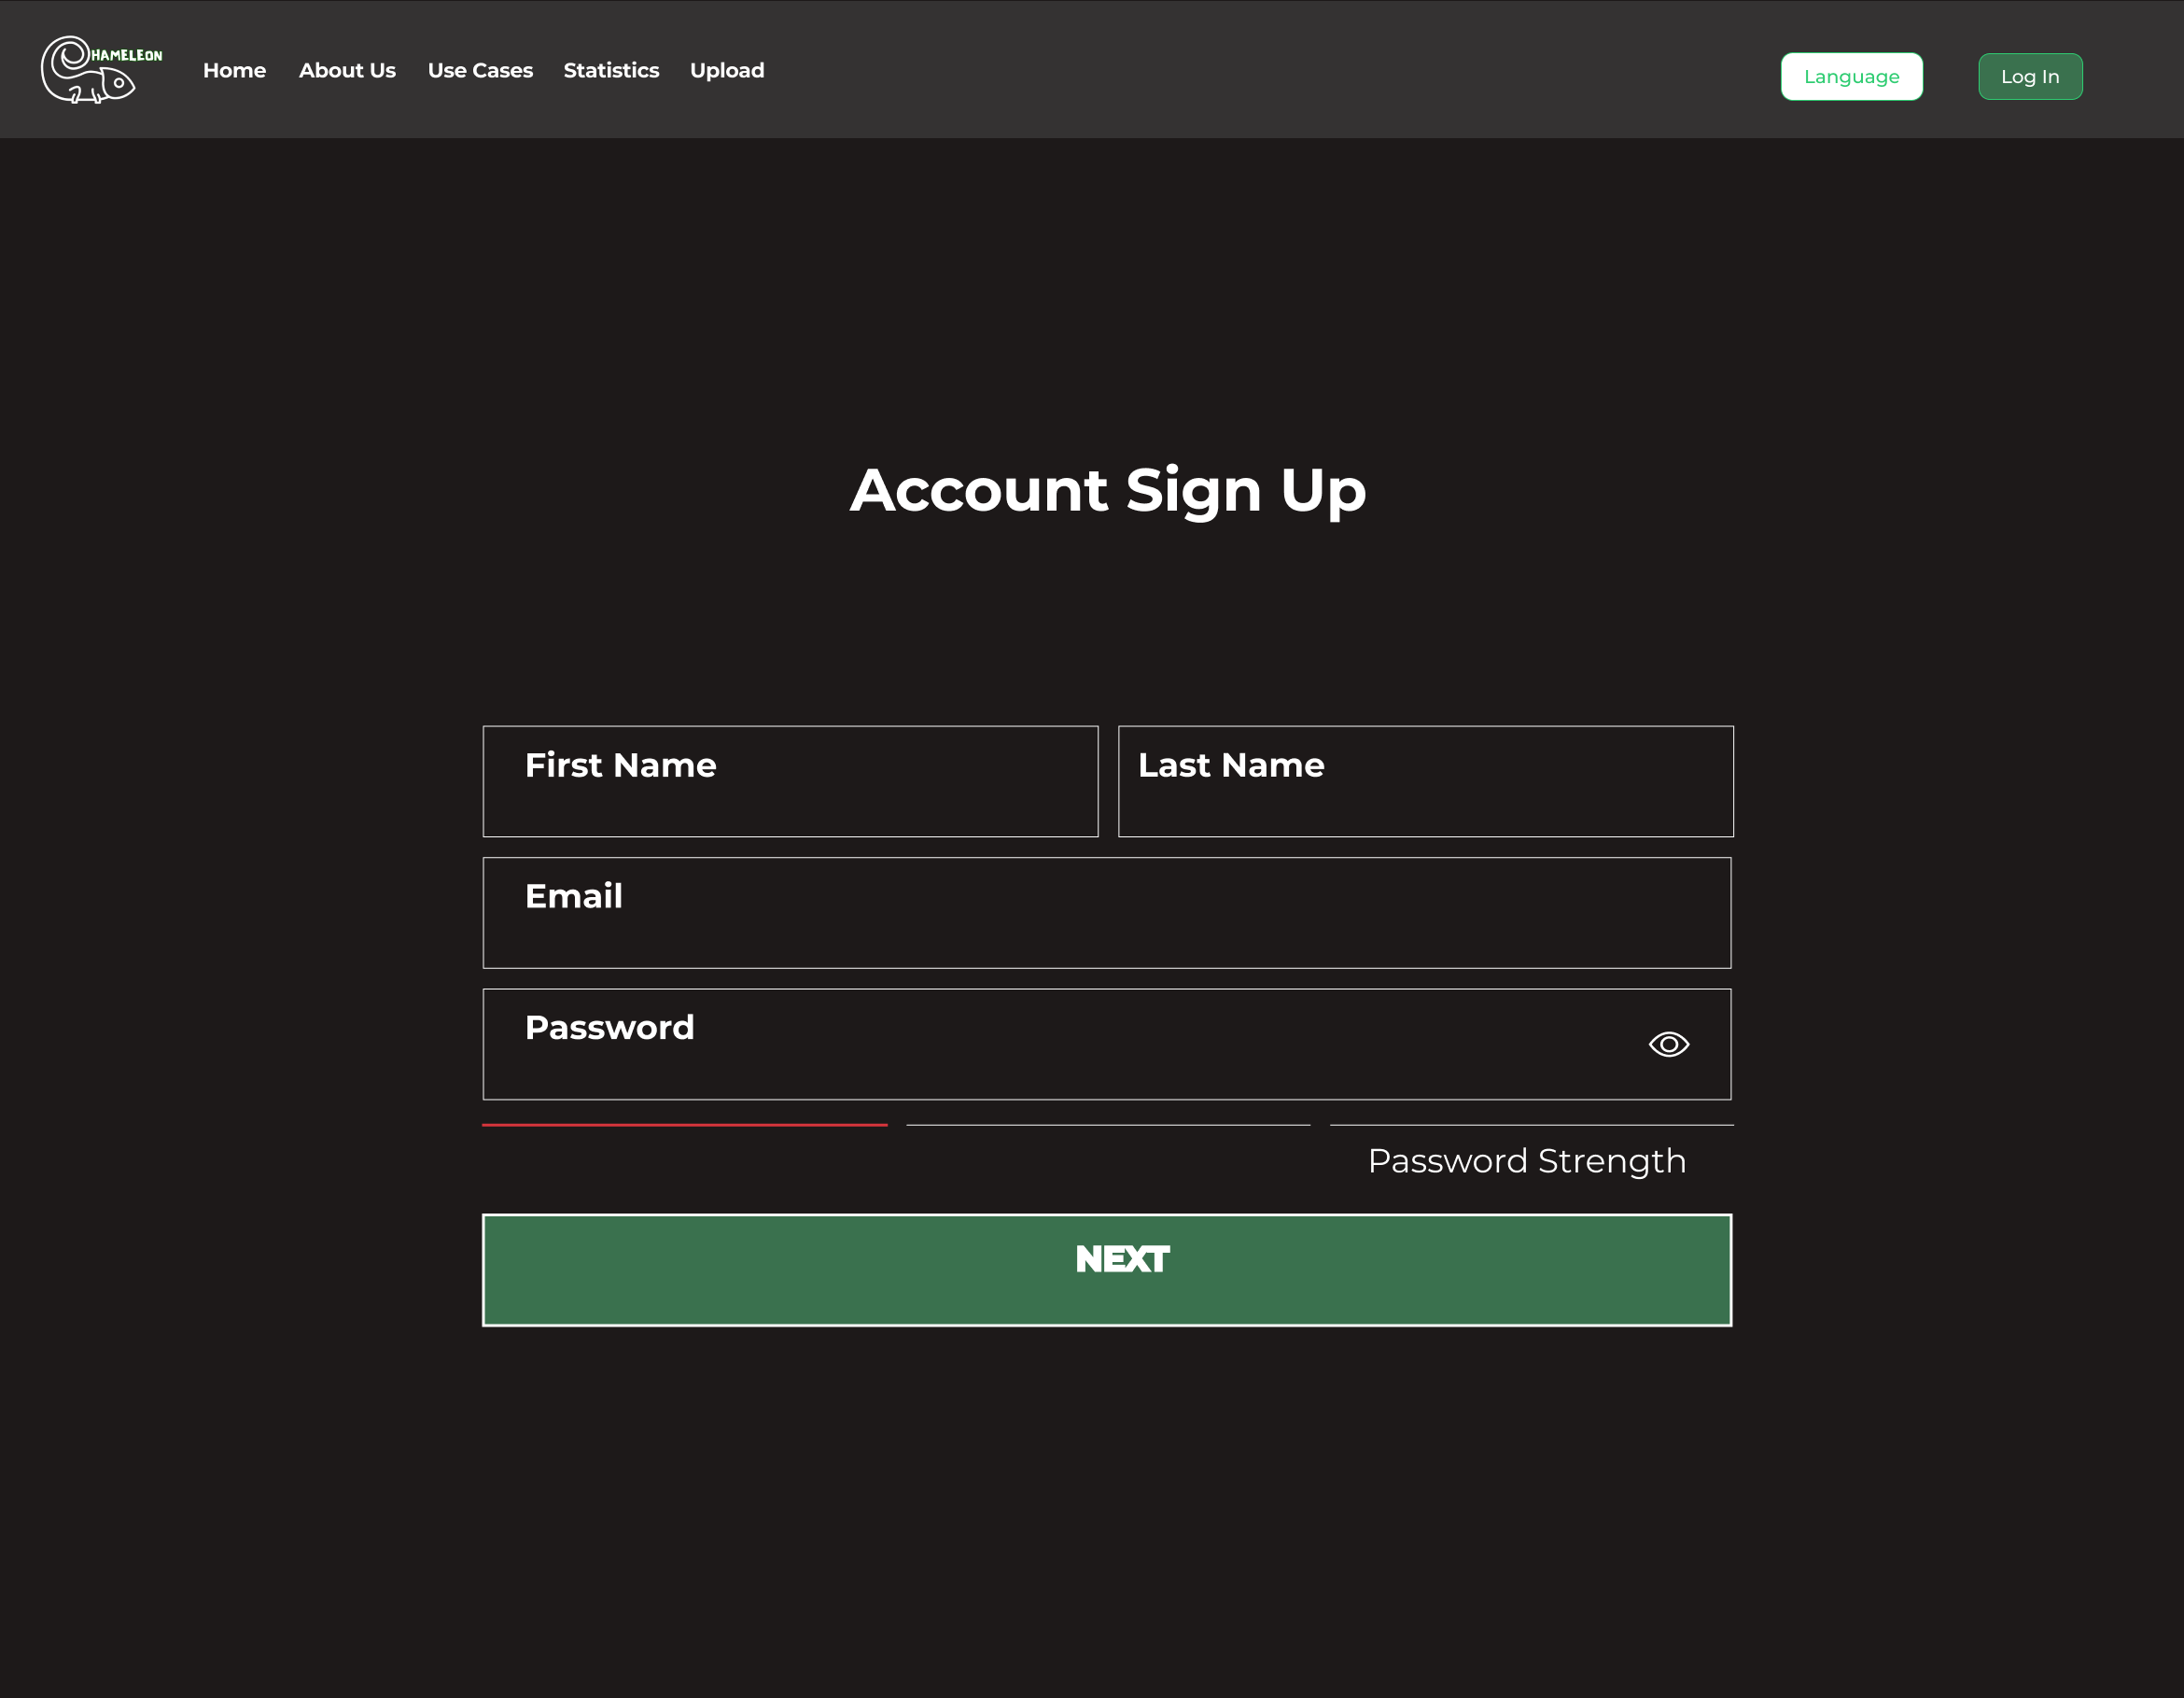 HAMELEON
Home About Us Use Cases Statistics Upload Language Log In
Account Sign Up
First Name Last Name
Email
Password
Password Strength
NEXT